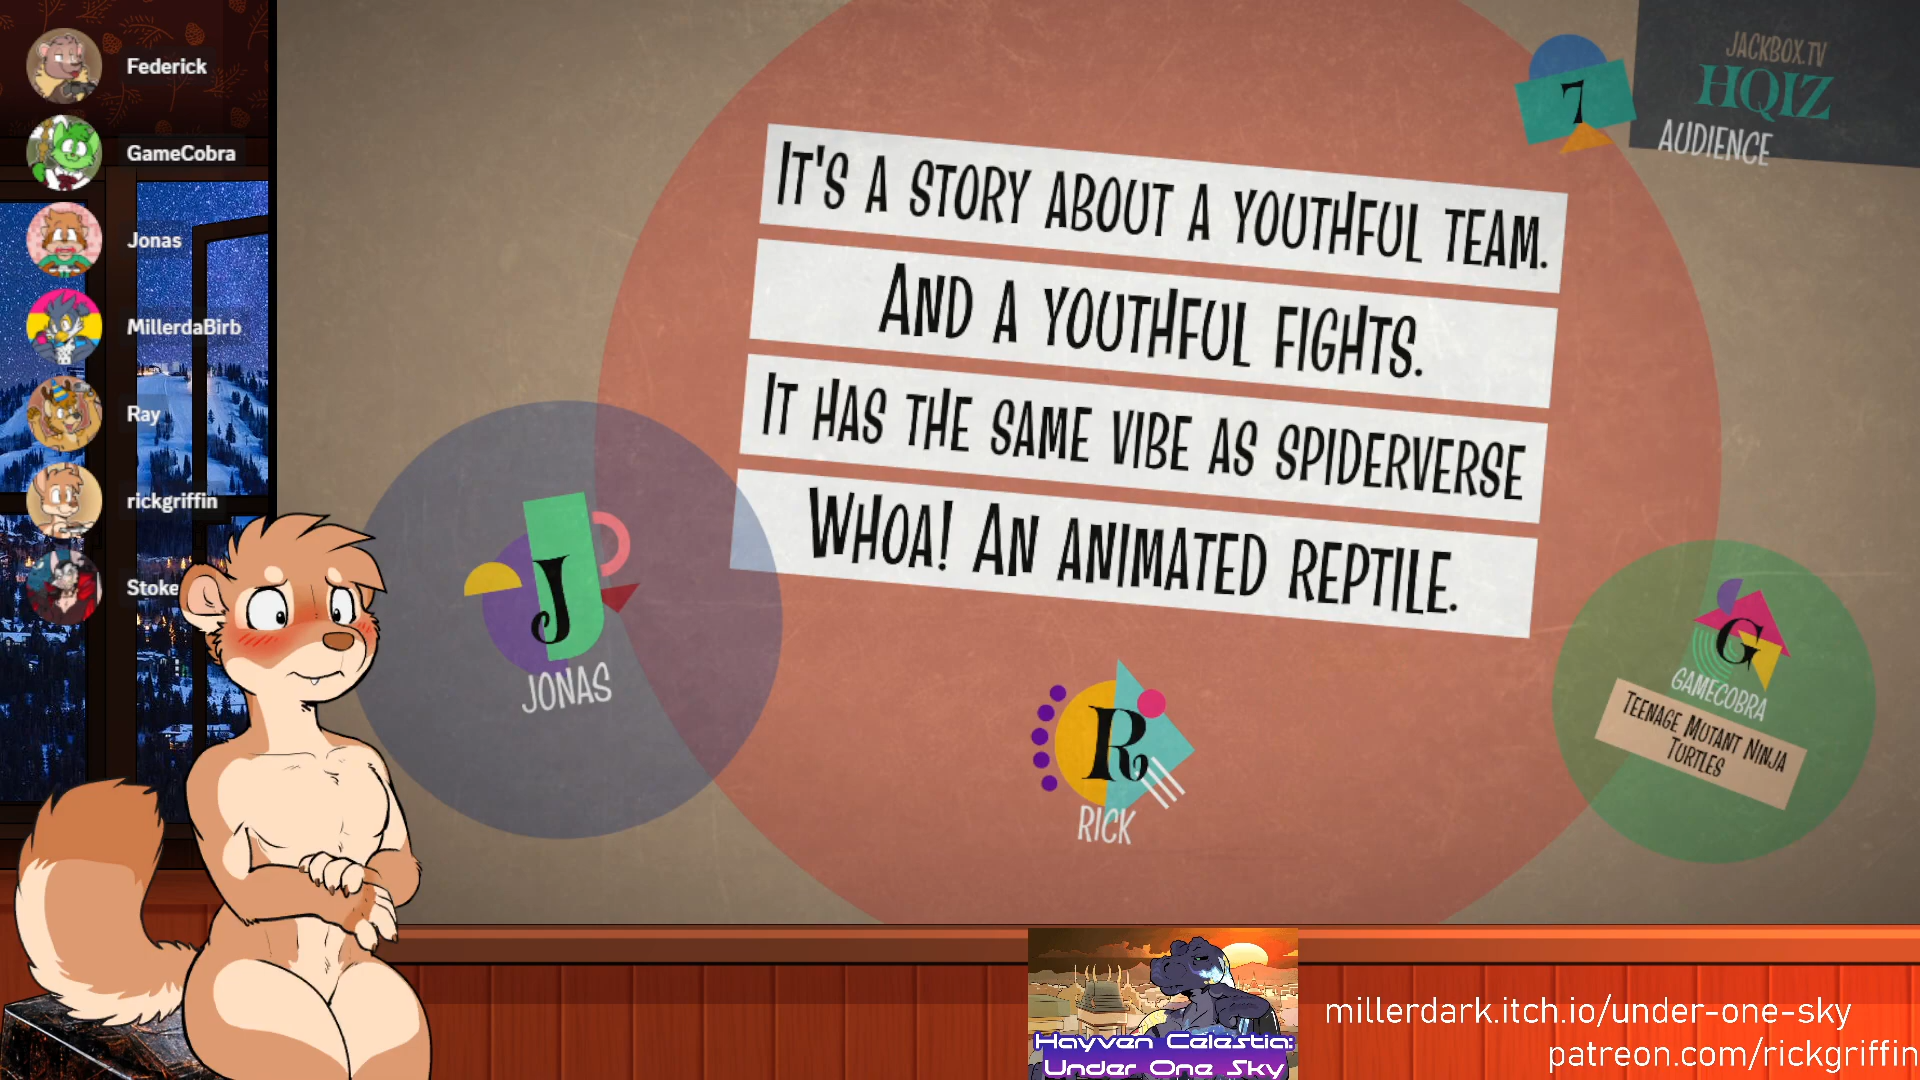 Federick
GameCobra
Jonas
MillerdaBirb
Ray
rickgriffin
Stoke
JACKBOX.TV
HQIZ
7
AUDIENCE
IT'S A STORY ABOUT A YOUTHFUL TEAM.
AND A YOUTHFUL FIGHTS.
IT HAS THE SAME VIBE AS SPIDERVERSE
WHOA! AN ANIMATED REPTILE.
J
JONAS
R
RICK
G
GAMECOBRA
TEENAGE MUTANT NINJA
TURTLES
Hayven Celestia:
Under One Sky
millerdark.itch.io/under-one-sky
patreon.com/rickgriffin